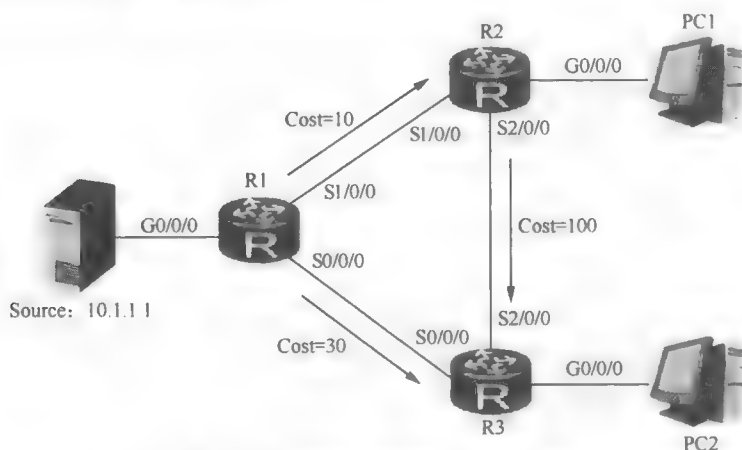 R2
PC1
G0/0/0
Cost=10
S1/0/0
S2/0/0
R1
S1/0/0
G0/0/0
Cost=100
S0/0/0
Source：10.1.1 1
S0/0/0
S2/0/0
Cost=30
G0/0/0
R3
PC2
R
R
R